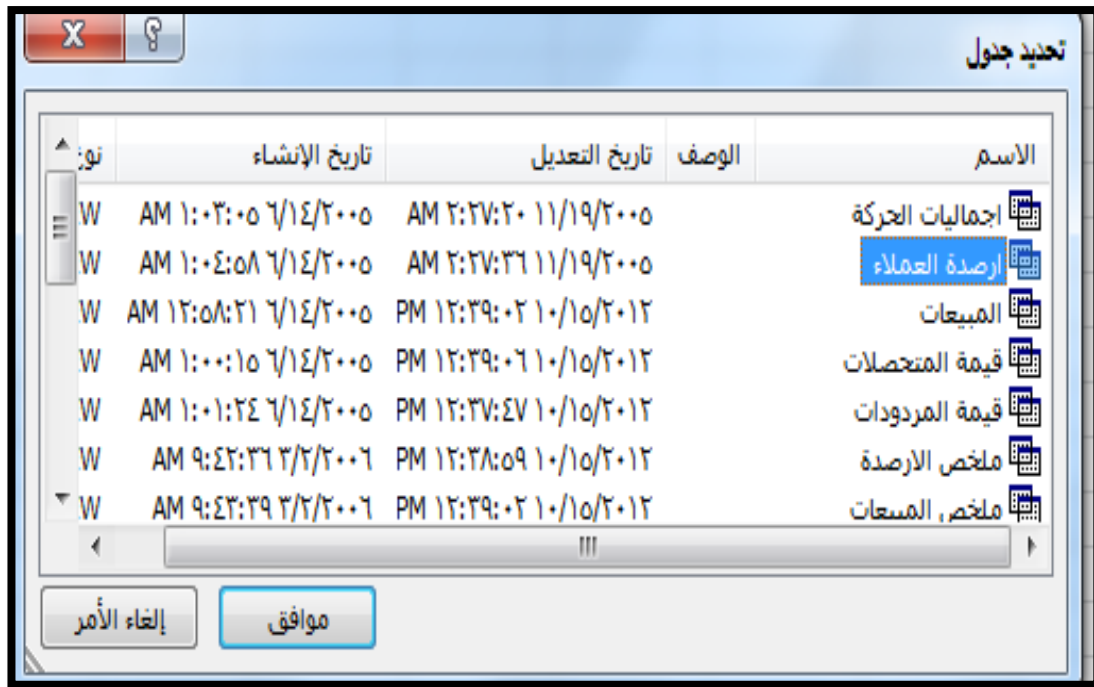 تحديد جدول
الاسم الوصف تاريخ التعديل تاريخ الإنشاء نوع
اجماليات الحركة ١١/١٩/٢٠٠٥ ٢:٢٧:٢٠ AM ٦/١٤/٢٠٠٥ ١:٠٣:٠٥ AM W
ارصدة العملاء ١١/١٩/٢٠٠٥ ٢:٢٧:٣٦ AM ٦/١٤/٢٠٠٥ ١:٠٤:٥٨ AM W
المبيعات ١٠/١٥/٢٠١٢ ١٢:٣٩:٠٢ PM ٦/١٤/٢٠٠٥ ١٢:٥٨:٢١ AM W
قيمة المتحصلات ١٠/١٥/٢٠١٢ ١٢:٣٩:٠٦ PM ٦/١٤/٢٠٠٥ ١:٠٠:١٥ AM W
قيمة المردودات ١٠/١٥/٢٠١٢ ١٢:٣٧:٤٧ PM ٦/١٤/٢٠٠٥ ١:٠١:٢٤ AM W
ملخص الارصدة ١٠/١٥/٢٠١٢ ١٢:٣٨:٥٩ PM ٣/٢/٢٠٠٦ ٩:٤٢:٣٦ AM W
ملخص المبيعات ١٠/١٥/٢٠١٢ ١٢:٣٩:٠٢ PM ٣/٢/٢٠٠٦ ٩:٤٣:٣٩ AM W
موافق إلغاء الأمر